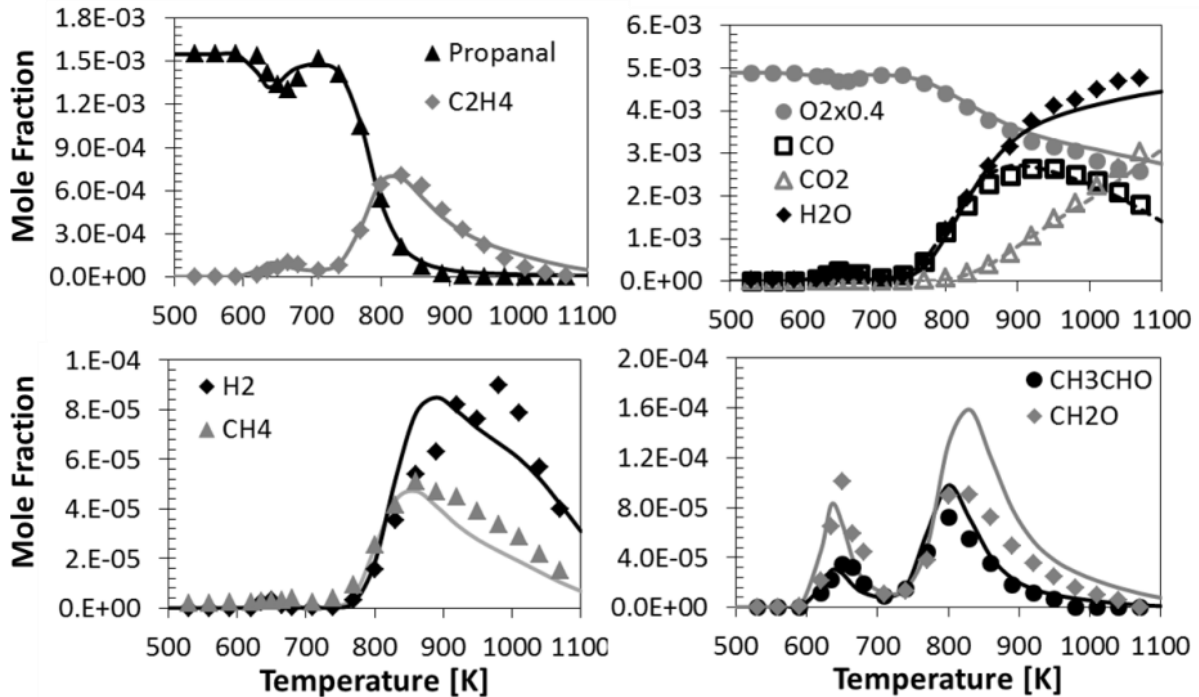 Mole Fraction
1.8E-03
1.5E-03
1.2E-03
9.0E-04
6.0E-04
3.0E-04
0.0E+00
Propanal
C2H4
500 600 700 800 900 1000 1100
6.E-03
5.E-03
4.E-03
3.E-03
2.E-03
1.E-03
0.E+00
O2x0.4
CO
CO2
H2O
500 600 700 800 900 1000 1100
Mole Fraction
1.E-04
8.E-05
6.E-05
4.E-05
2.E-05
0.E+00
H2
CH4
500 600 700 800 900 1000 1100
Temperature [K]
2.0E-04
1.6E-04
1.2E-04
8.0E-05
4.0E-05
0.0E+00
CH3CHO
CH2O
500 600 700 800 900 1000 1100
Temperature [K]